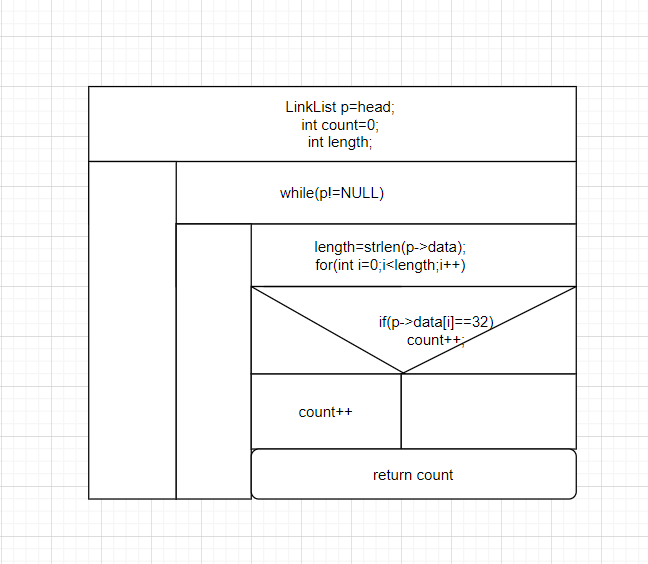 LinkList p=head;
int count=0;
int length;
while(p!=NULL)
length=strlen(p->data);
for(int i=0;i<length;i++)
if(p->data[i]==32)
count++;
count++
return count